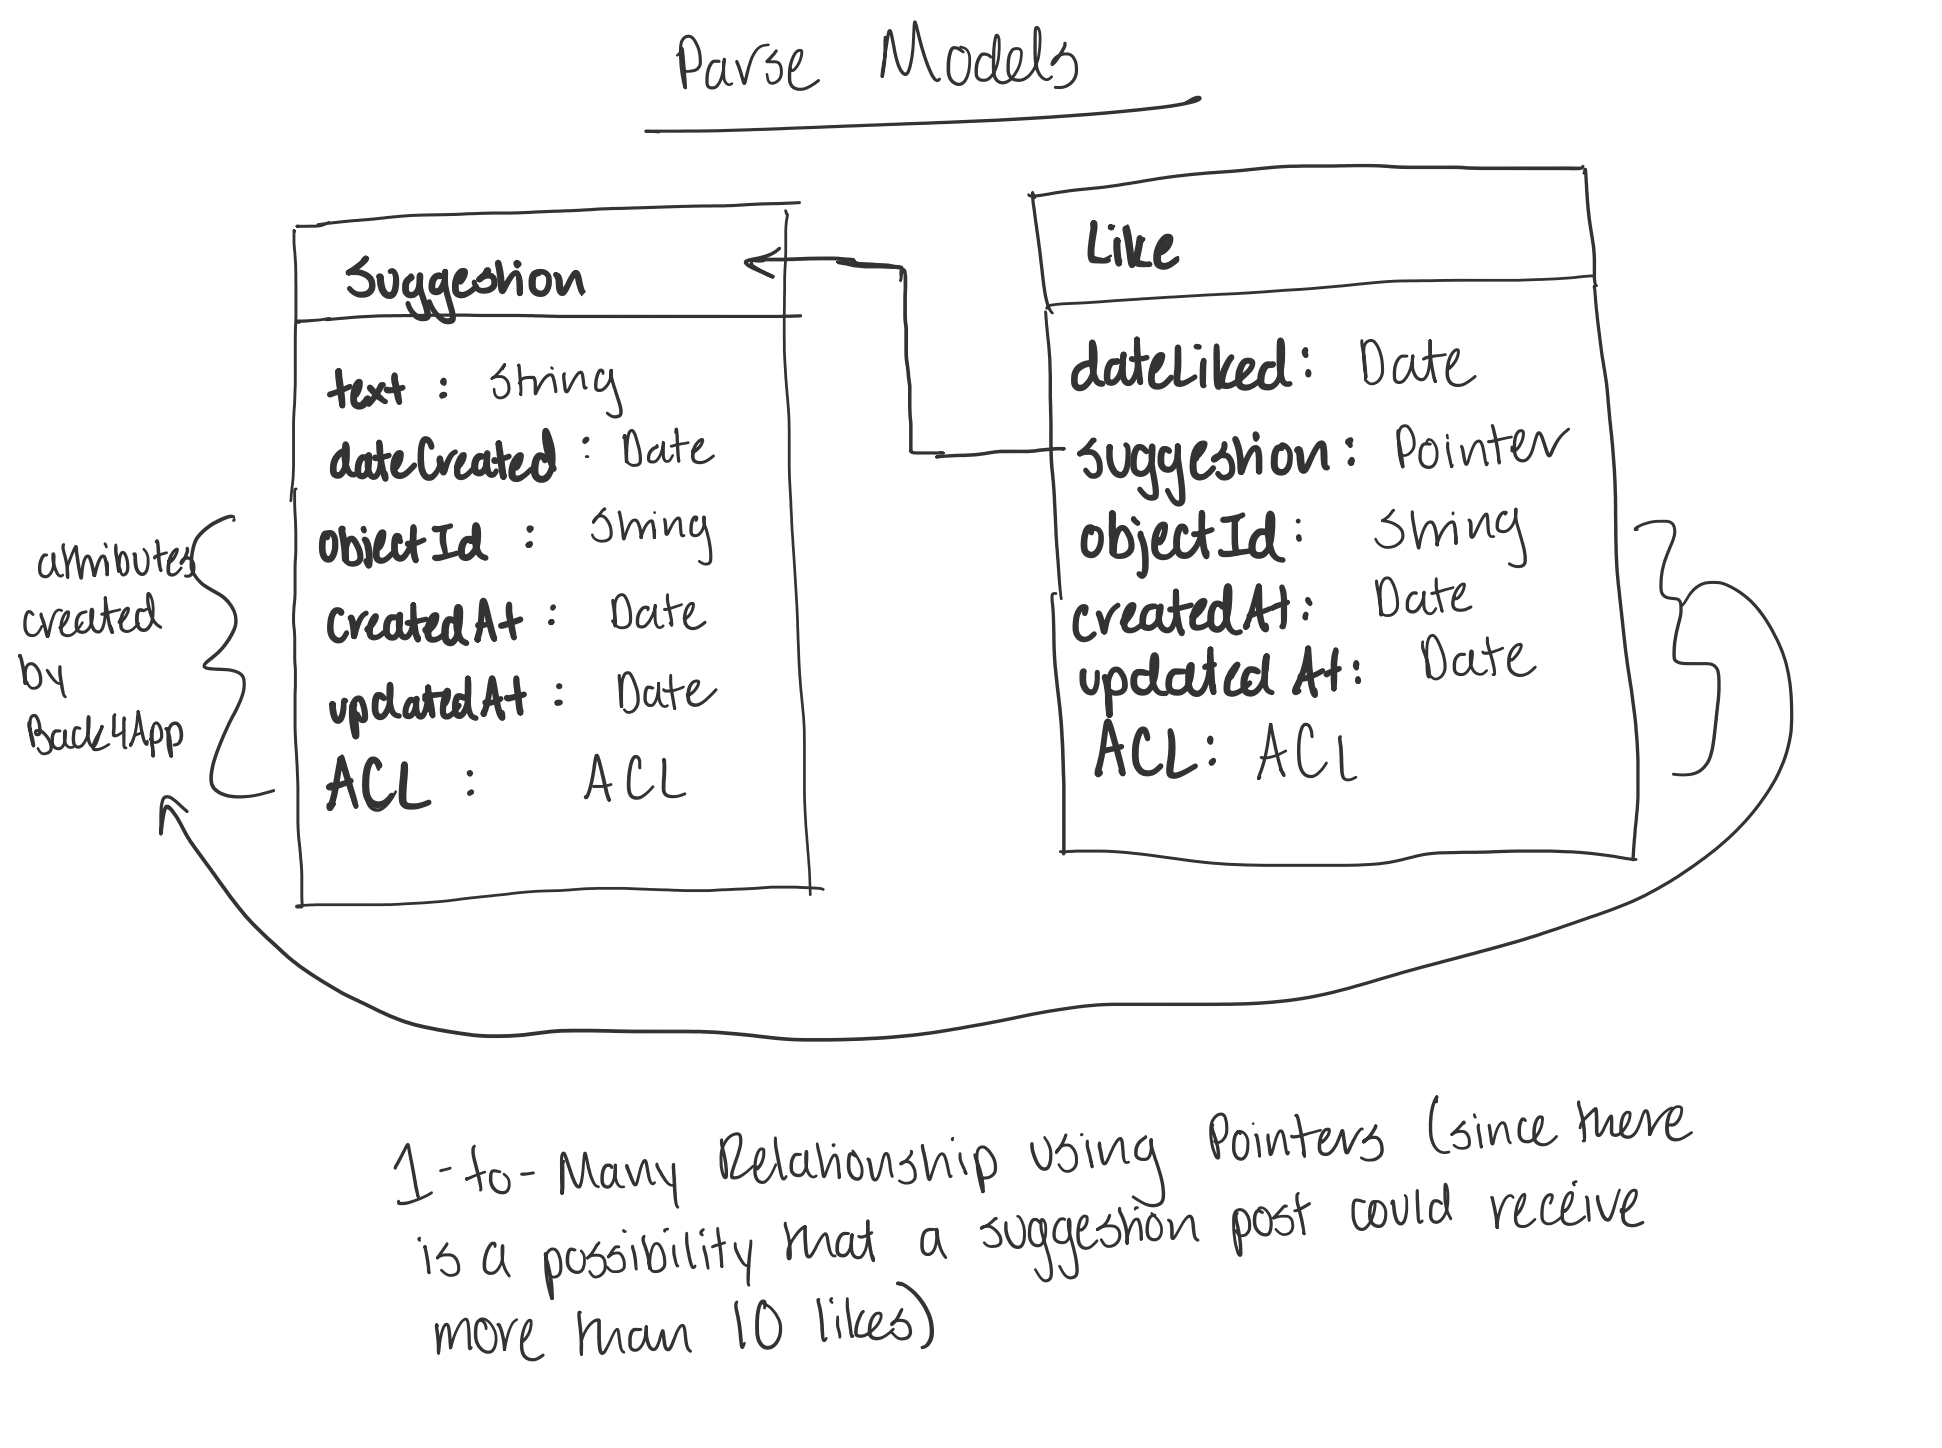 Parse Models
Suggestion
text : String
dateCreated : Date
objectId : String
createdAt : Date
updatedAt : Date
ACL : ACL
attributes
created
by
Back4App
Like
dateLiked: Date
suggestion: Pointer
objectId: String
createdAt: Date
updatedAt: Date
ACL: ACL
1-to-Many Relationship using Pointers (since there
is a possibility that a suggestion post could receive
more than 10 likes)